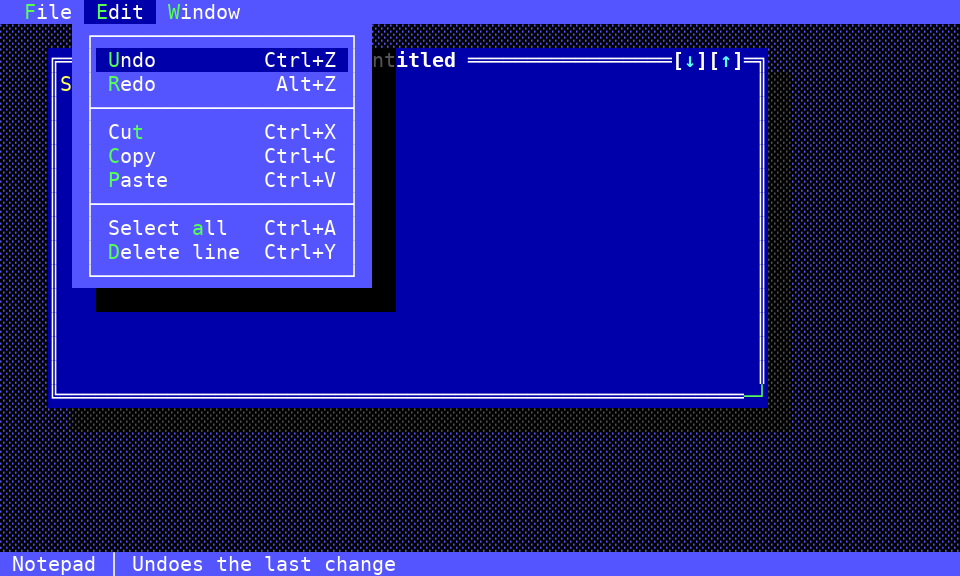 File Edit Window
ntitled [↓][↑]
Undo Ctrl+Z
S
Redo Alt+Z
Cut Ctrl+X
Copy Ctrl+C
Paste Ctrl+V
Select all Ctrl+A
Delete line Ctrl+Y
Notepad │ Undoes the last change